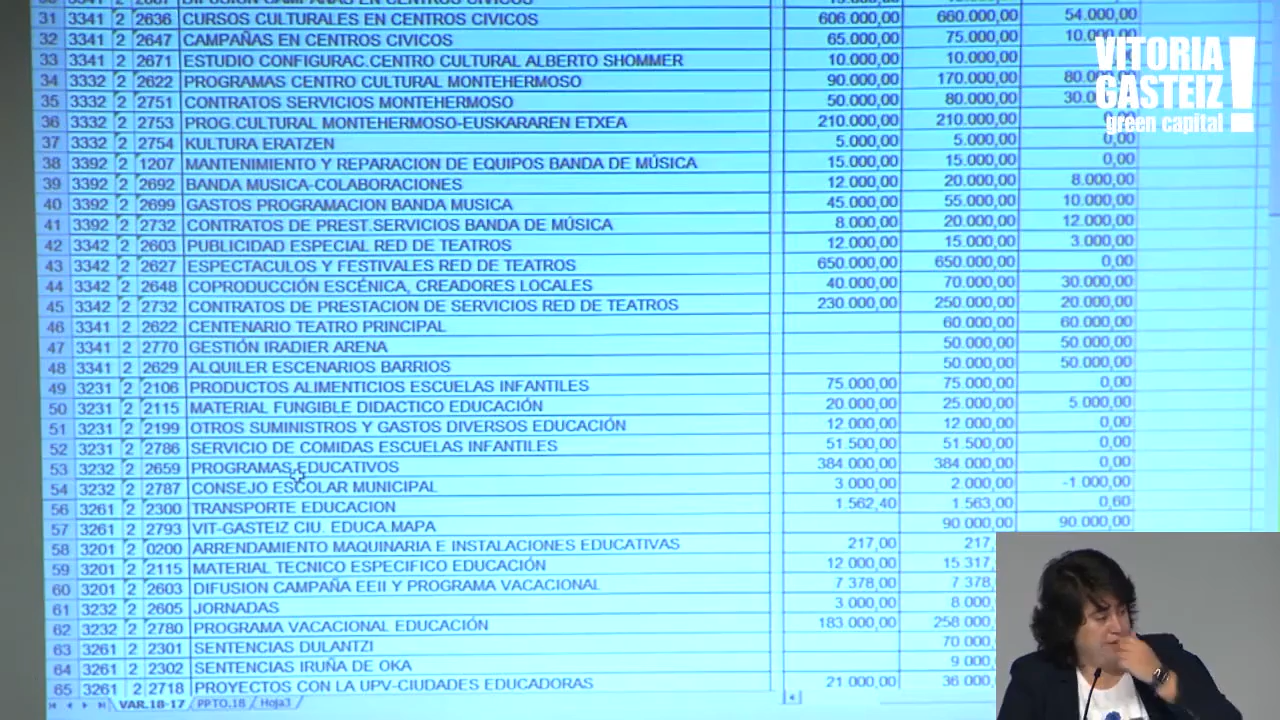 31 3341 2 2636 CURSOS CULTURALES EN CENTROS CIVICOS 606 000,00 660 000,00 54 000,00
32 3341 2 2647 CAMPAÑAS EN CENTROS CIVICOS 65 000,00 75 000,00 10
33 3341 2 2671 ESTUDIO CONFIGURAC.CENTRO CULTURAL ALBERTO SHOMMER 10 000,00 10 000,00
34 3332 2 2622 PROGRAMAS CENTRO CULTURAL MONTEHERMOSO 90 000,00 170 000,00 80
35 3332 2 2751 CONTRATOS SERVICIOS MONTEHERMOSO 50 000,00 80 000,00 30
36 3332 2 2753 PROG.CULTURAL MONTEHERMOSO-EUSKARAREN ETXEA 210 000,00 210 000,00
37 3332 2 2754 KULTURA ERATZEN 5 000,00 5 000,00 0,00
38 3392 2 1207 MANTENIMIENTO Y REPARACION DE EQUIPOS BANDA DE MÚSICA 15 000,00 15 000,00 0,00
39 3392 2 2692 BANDA MUSICA-COLABORACIONES 12 000,00 20 000,00 8 000,00
40 3392 2 2699 GASTOS PROGRAMACION BANDA MUSICA 45 000,00 55 000,00 10 000,00
41 3392 2 2732 CONTRATOS DE PREST.SERVICIOS BANDA DE MÚSICA 8 000,00 20 000,00 12 000,00
42 3342 2 2603 PUBLICIDAD ESPECIAL RED DE TEATROS 12 000,00 15 000,00 3 000,00
43 3342 2 2627 ESPECTACULOS Y FESTIVALES RED DE TEATROS 650 000,00 650 000,00 0,00
44 3342 2 2648 COPRODUCCIÓN ESCÉNICA, CREADORES LOCALES 40 000,00 70 000,00 30 000,00
45 3342 2 2732 CONTRATOS DE PRESTACION DE SERVICIOS RED DE TEATROS 230 000,00 250 000,00 20 000,00
46 3341 2 2622 CENTENARIO TEATRO PRINCIPAL 60 000,00 60 000,00
47 3341 2 2770 GESTIÓN IRADIER ARENA 50 000,00 50 000,00
48 3341 2 2629 ALQUILER ESCENARIOS BARRIOS 50 000,00 50 000,00
49 3231 2 2106 PRODUCTOS ALIMENTICIOS ESCUELAS INFANTILES 75 000,00 75 000,00 0,00
50 3231 2 2115 MATERIAL FUNGIBLE DIDACTICO EDUCACIÓN 20 000,00 25 000,00 5 000,00
51 3231 2 2199 OTROS SUMINISTROS Y GASTOS DIVERSOS EDUCACIÓN 12 000,00 12 000,00 0,00
52 3231 2 2786 SERVICIO DE COMIDAS ESCUELAS INFANTILES 51.500,00 51.500,00 0,00
53 3232 2 2659 PROGRAMAS EDUCATIVOS 384 000,00 384 000,00 0,00
54 3232 2 2787 CONSEJO ESCOLAR MUNICIPAL 3 000,00 2 000,00 -1 000,00
56 3261 2 2300 TRANSPORTE EDUCACION 1.562,40 1.563,00 0,60
57 3261 2 2793 VIT-GASTEIZ CIU. EDUCA.MAPA 90 000,00 90 000,00
58 3201 2 0200 ARRENDAMIENTO MAQUINARIA E INSTALACIONES EDUCATIVAS 217,00 217,
59 3201 2 2115 MATERIAL TECNICO ESPECIFICO EDUCACIÓN 12 000,00 15 317,
60 3201 2 2603 DIFUSION CAMPAÑA EEII Y PROGRAMA VACACIONAL 7 378,00 7 378,
61 3232 2 2605 JORNADAS 3 000,00 8 000,
62 3232 2 2780 PROGRAMA VACACIONAL EDUCACIÓN 183 000,00 258 000
63 3261 2 2301 SENTENCIAS DULANTZI 70 000
64 3261 2 2302 SENTENCIAS IRUÑA DE OKA 9 000
65 3261 2 2718 PROYECTOS CON LA UPV-CIUDADES EDUCADORAS 21 000,00 36 000
VAR.18-17 PPTO.18 Hoja3
VITORIA
GASTEIZ
green capital